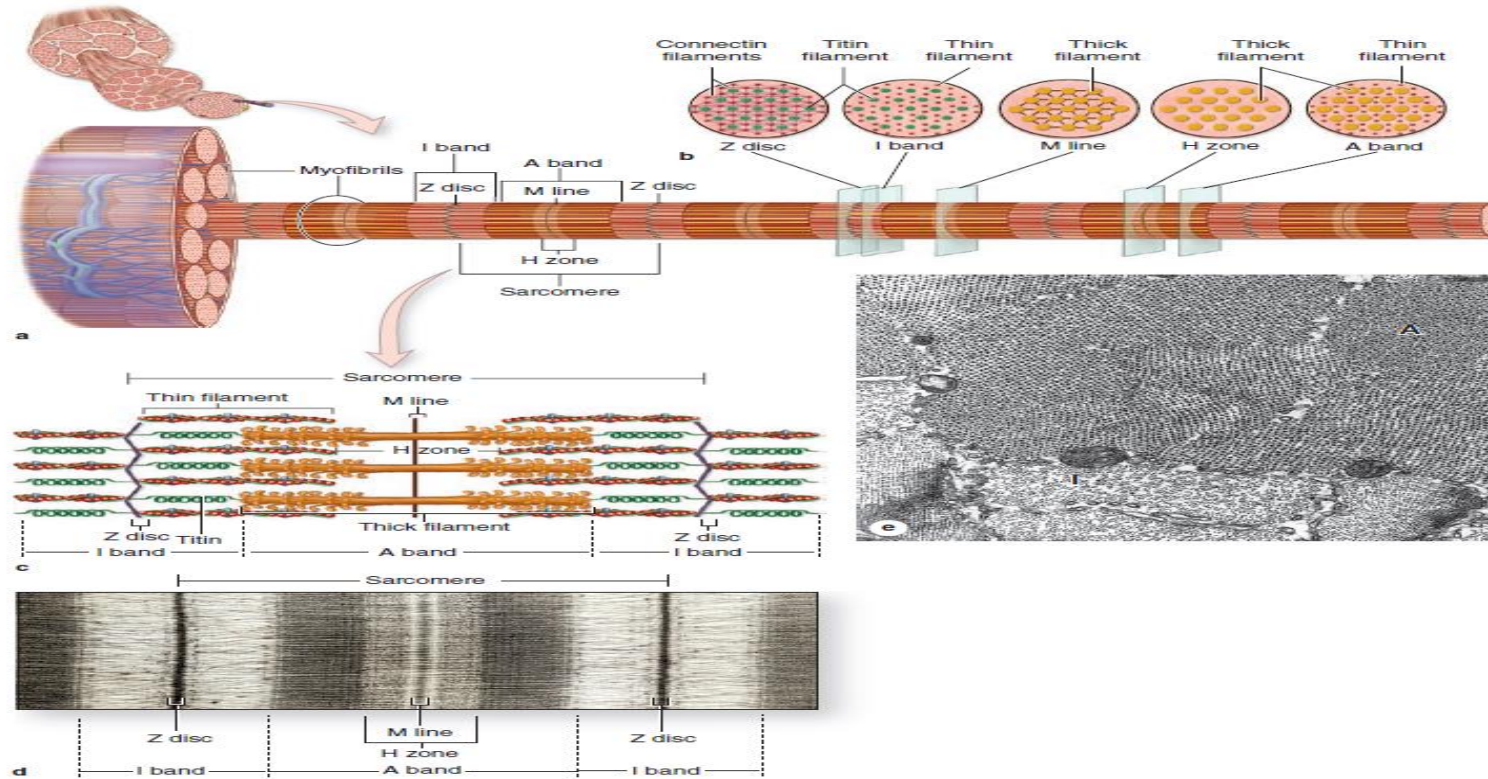 Connectin filaments
Titin filament
Thin filament
Thick filament
Thick filament
Thin filament
Z disc
I band
M line
H zone
A band
b
I band
Z disc
A band
M line
Z disc
Myofibrils
H zone
Sarcomere
a
Sarcomere
Thin filament
M line
H zone
Thick filament
Z disc
Titin
Z disc
I band
A band
I band
c
A
I
e
Sarcomere
Z disc
M line
H zone
Z disc
I band
A band
I band
d